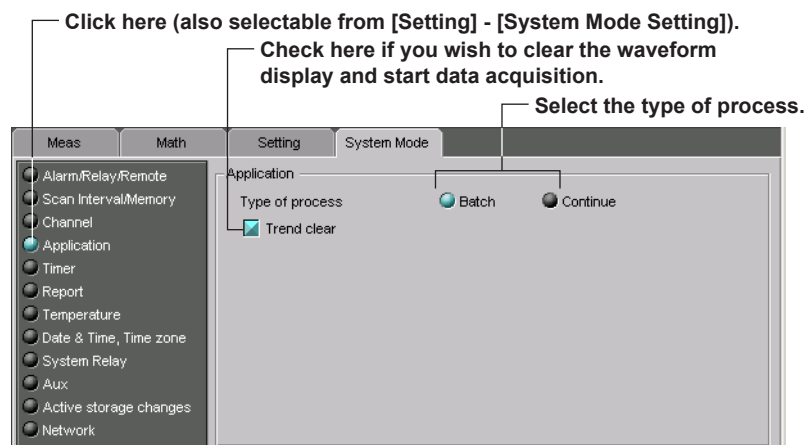 Click here (also selectable from [Setting] - [System Mode Setting]).
Check here if you wish to clear the waveform
display and start data acquisition.
Select the type of process.
Meas Math Setting System Mode
Alarm/Relay/Remote
Scan Interval/Memory
Channel
Application
Timer
Report
Temperature
Date & Time, Time zone
System Relay
Aux
Active storage changes
Network
Application
Type of process Batch Continue
Trend clear